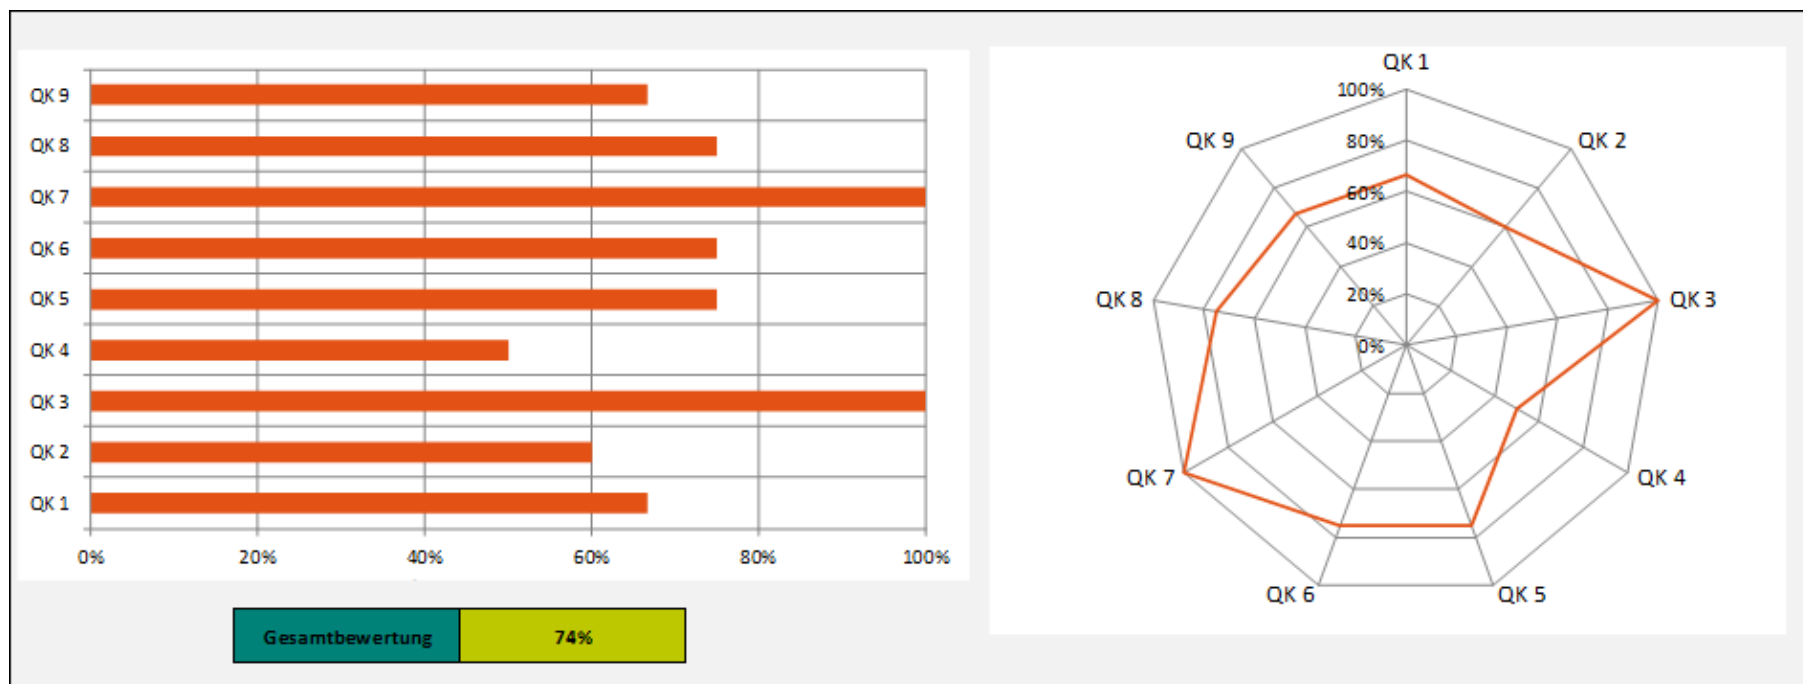 QK 9
QK 8
QK 7
QK 6
QK 5
QK 4
QK 3
QK 2
QK 1
0% 20% 40% 60% 80% 100%
Gesamtbewertung 74%
QK 1
100%
QK 9 80% QK 2
60%
40%
QK 8 20% QK 3
0%
QK 7 QK 4
QK 6 QK 5